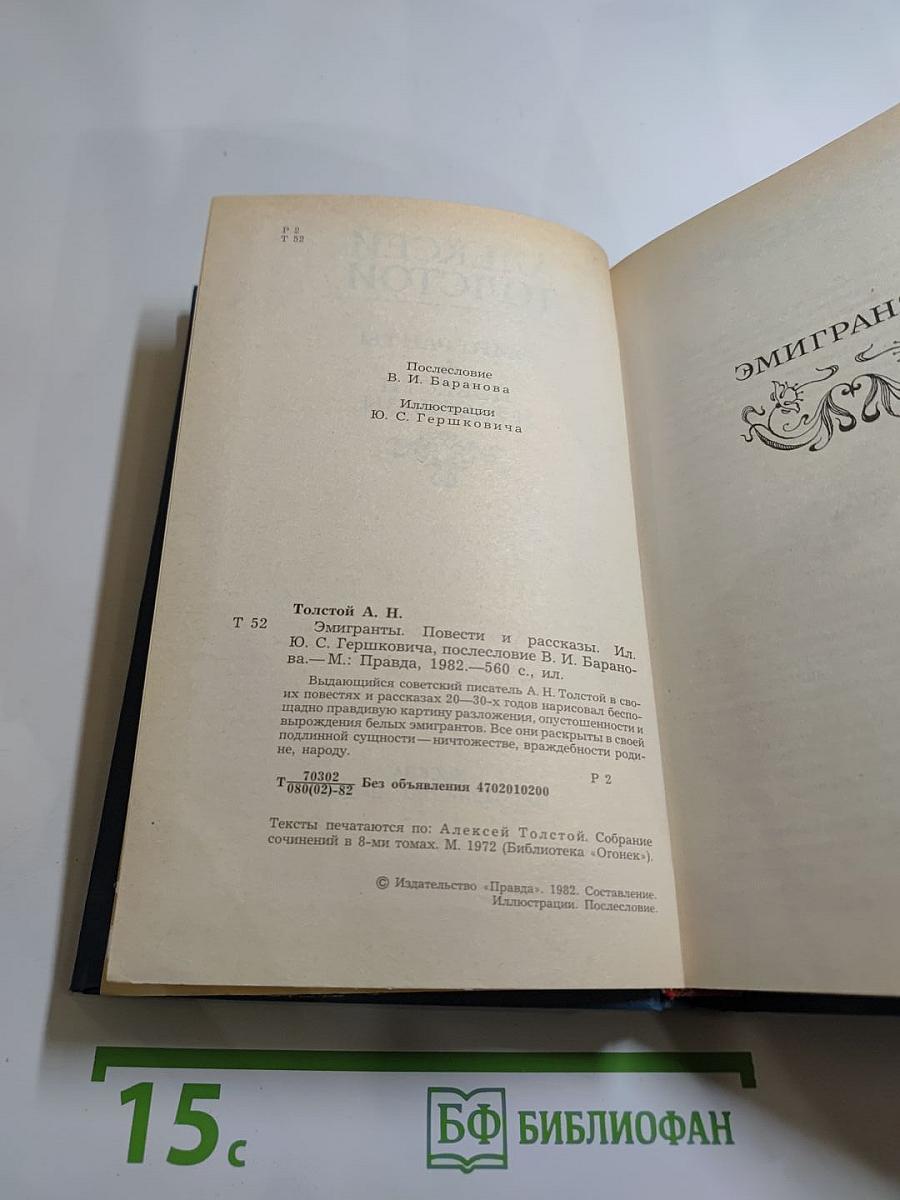 Р 2
Т 52
Послесловие
В. И. Баранова
Иллюстрации
Ю. С. Гершковича
Толстой А. Н.
Т 52
Эмигранты. Повести и рассказы. Ил.
Ю. С. Гершковича, послесловие В. И. Барано-
ва.— М.: Правда, 1982.—560 с., ил.
Выдающийся советский писатель А. Н. Толстой в сво-
их повестях и рассказах 20—30-х годов нарисовал беспо-
щадно правдивую картину разложения, опустошенности и
вырождения белых эмигрантов. Все они раскрыты в своей
подлинной сущности — ничтожестве, враждебности роди-
не, народу.
Р 2
70302
Т 080(02)-82 Без объявления 4702010200
Тексты печатаются по: Алексей Толстой. Собрание
сочинений в 8-ми томах. М. 1972 (Библиотека «Огонек»).
© Издательство «Правда». 1982. Составление.
Иллюстрации. Послесловие.
ЭМИГРАН
15 с
БФ БИБЛИОФАН